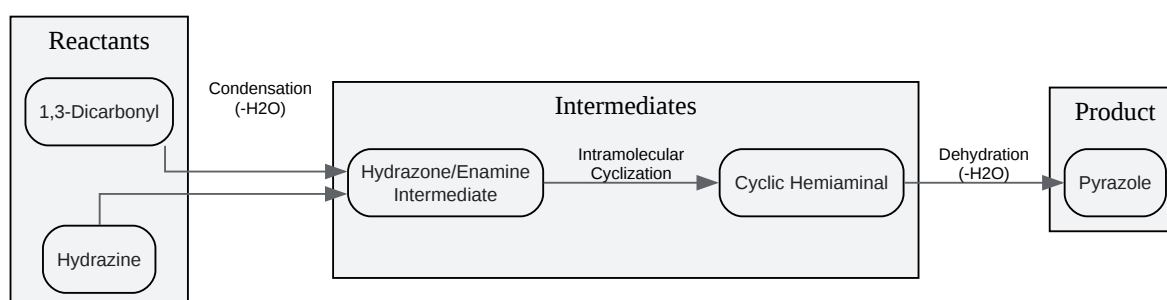 Reactants
1,3-Dicarbonyl
Hydrazine
Condensation
(-H2O)
Intermediates
Hydrazone/Enamine
Intermediate
Intramolecular
Cyclization
Cyclic Hemiaminal
Dehydration
(-H2O)
Product
Pyrazole